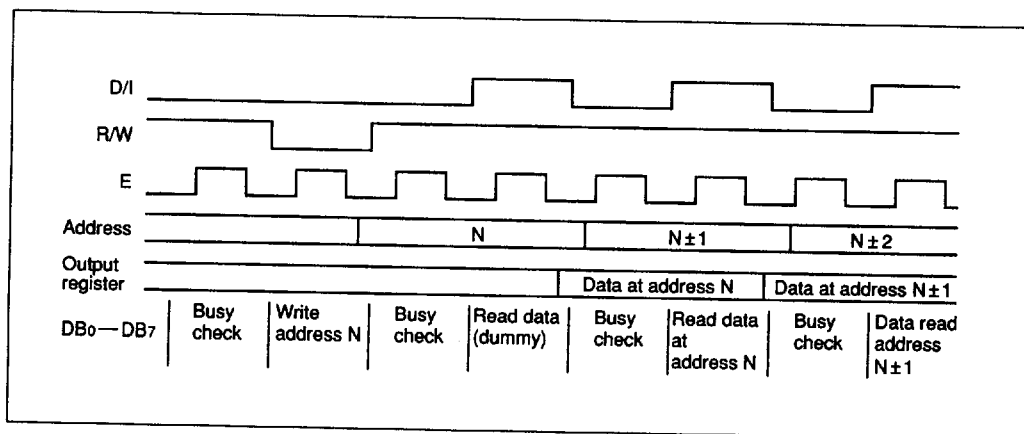 D/I
R/W
E
Address
N
N±1
N±2
Output
register
Data at address N
Data at address N±1
DB0—DB7
Busy
check
Write
address N
Busy
check
Read data
(dummy)
Busy
check
Read data
at
address N
Busy
check
Data read
address
N±1